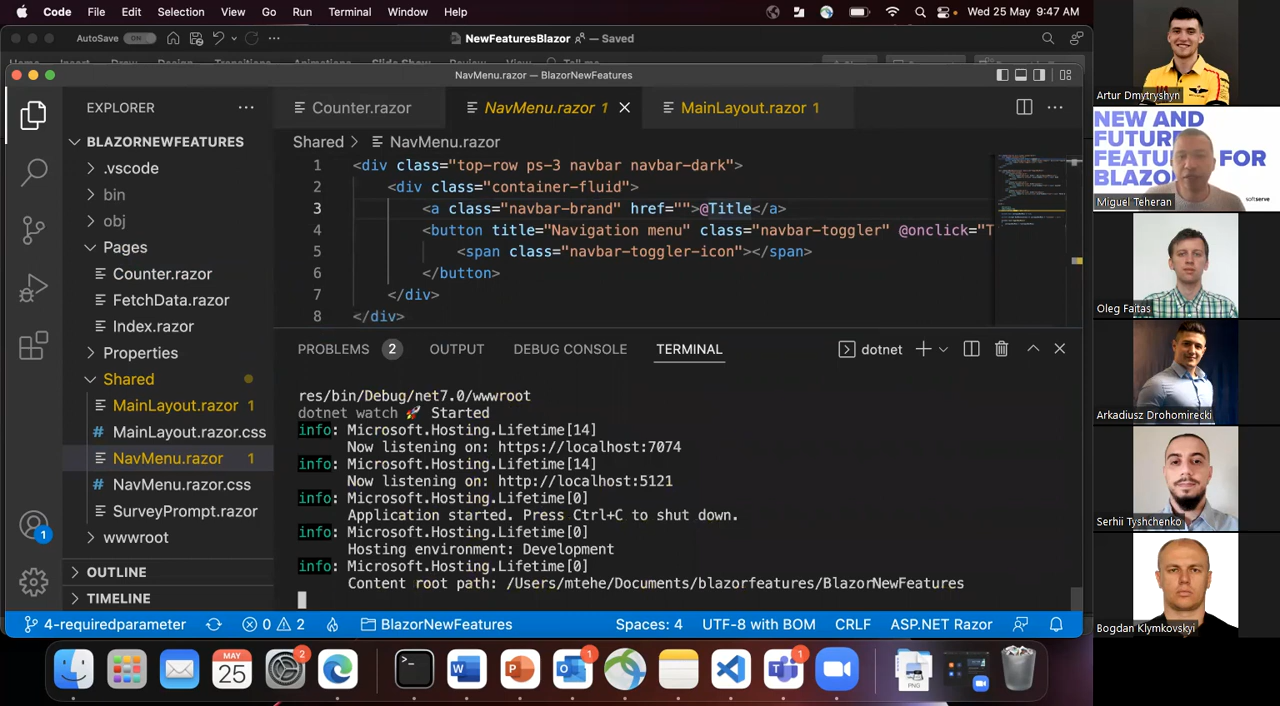 Code File Edit Selection View Go Run Terminal Window Help
Wed 25 May 9:47 AM
AutoSave ON
NewFeaturesBlazor — Saved
NavMenu.razor — BlazorNewFeatures
EXPLORER
BLAZORNEWFEATURES
.vscode
bin
obj
Pages
Counter.razor
FetchData.razor
Index.razor
Properties
Shared
MainLayout.razor 1
MainLayout.razor.css
NavMenu.razor 1
NavMenu.razor.css
SurveyPrompt.razor
wwwroot
OUTLINE
TIMELINE
Counter.razor
NavMenu.razor 1
MainLayout.razor 1
Shared > NavMenu.razor
1 <div class="top-row ps-3 navbar navbar-dark">
2 <div class="container-fluid">
3 <a class="navbar-brand" href="">@Title</a>
4 <button title="Navigation menu" class="navbar-toggler" @onclick="T
5 <span class="navbar-toggler-icon"></span>
6 </button>
7 </div>
8 </div>
PROBLEMS 2 OUTPUT DEBUG CONSOLE TERMINAL
dotnet
res/bin/Debug/net7.0/wwwroot
dotnet watch 🚀 Started
info: Microsoft.Hosting.Lifetime[14]
Now listening on: https://localhost:7074
info: Microsoft.Hosting.Lifetime[14]
Now listening on: http://localhost:5121
info: Microsoft.Hosting.Lifetime[0]
Application started. Press Ctrl+C to shut down.
info: Microsoft.Hosting.Lifetime[0]
Hosting environment: Development
info: Microsoft.Hosting.Lifetime[0]
Content root path: /Users/mtehe/Documents/blazorfeatures/BlazorNewFeatures
1
4-requiredparameter 0 2 BlazorNewFeatures
Spaces: 4 UTF-8 with BOM CRLF ASP.NET Razor
MAY
25
2
1
1
PNG
Artur Dmytryshyn
NEW AND
FUTURE
FEATU FOR
BLAZO
softserve
Miguel Teheran
Oleg Faitas
Arkadiusz Drohomirecki
Serhii Tyshchenko
Bogdan Klymkovskyi